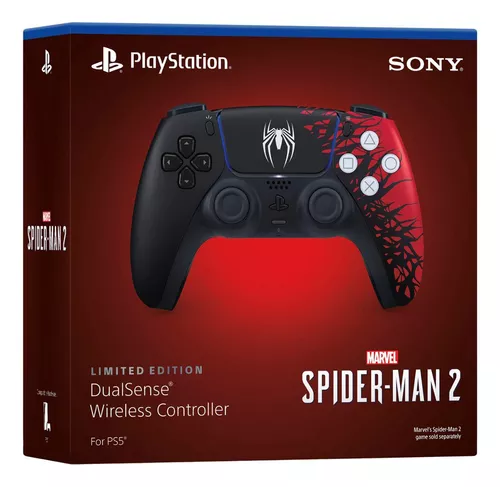 PlayStation®
SONY®
MARVEL
SPIDER-MAN 2
LIMITED EDITION
DualSense®
Wireless Controller
For PS5®
MARVEL
SPIDER-MAN 2
Marvel's Spider-Man 2
game sold separately